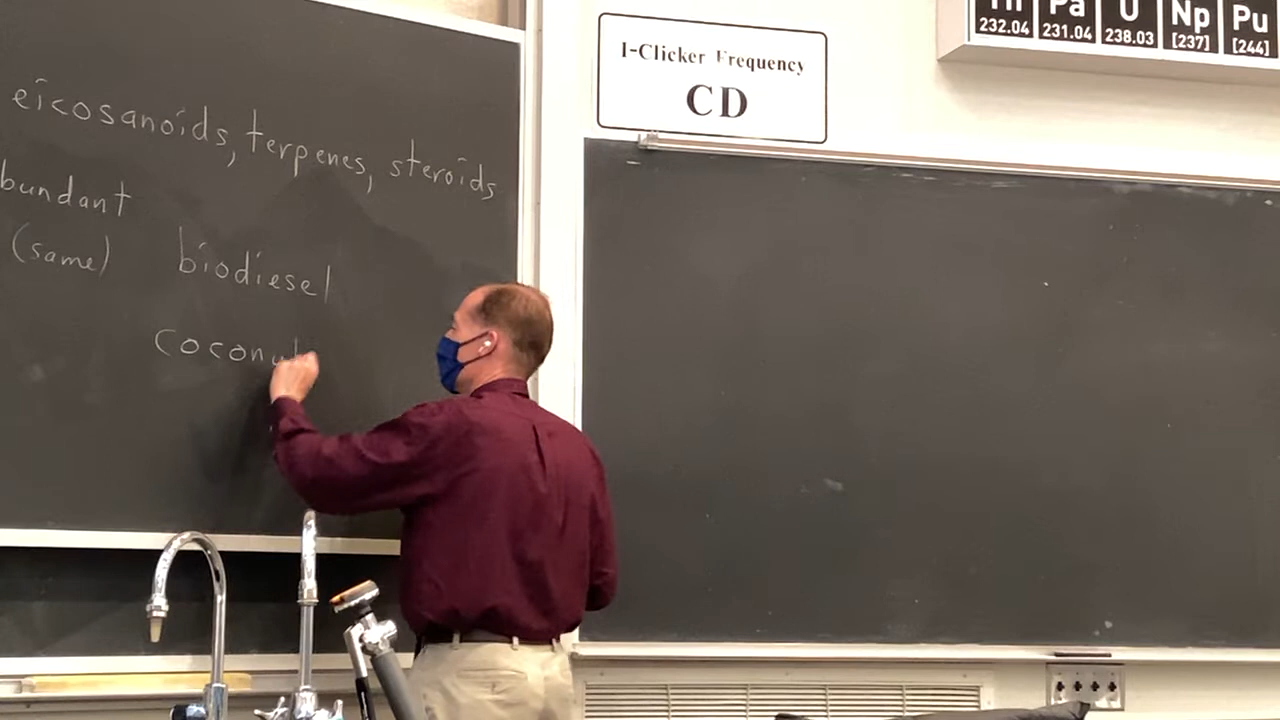 eicosanoids, terpenes, steroids
bundant
(same) biodiesel
coconut
I-Clicker Frequency
CD
Th Pa U Np Pu
232.04 231.04 238.03 [237] [244]